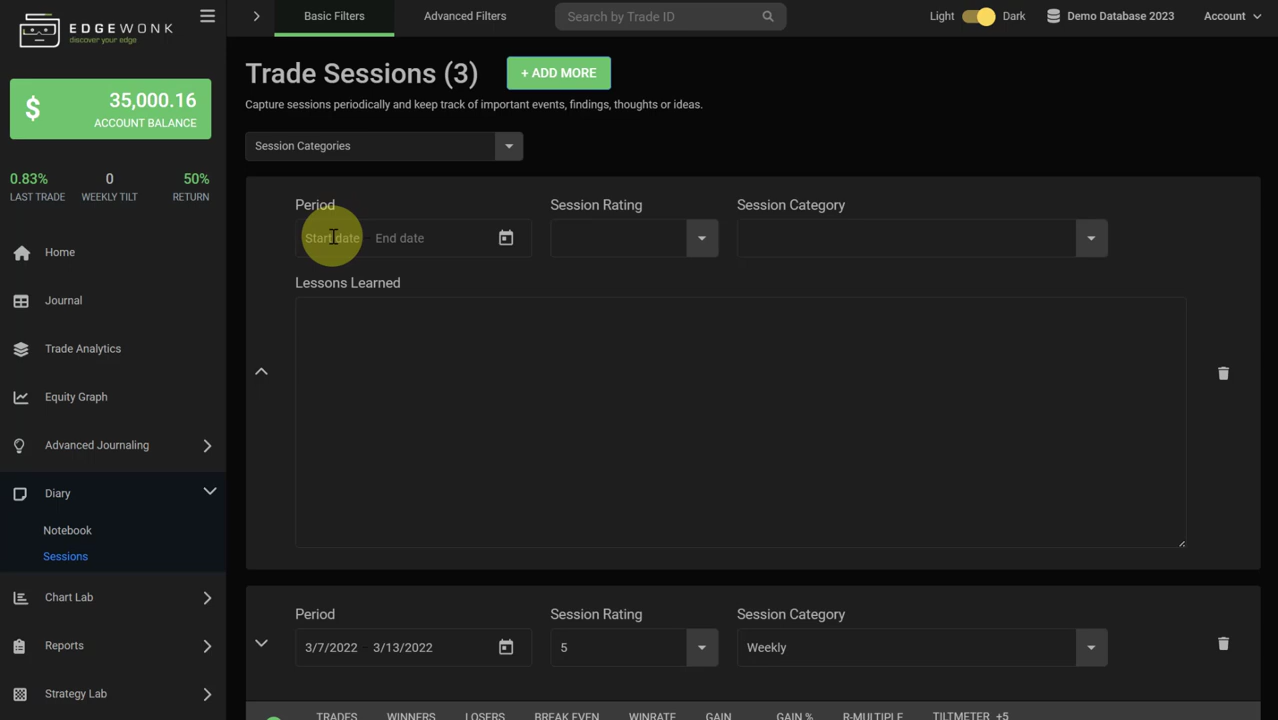 EDGEWONK
discover your edge
$ 35,000.16
ACCOUNT BALANCE
0.83% 0 50%
LAST TRADE WEEKLY TILT RETURN
Home
Journal
Trade Analytics
Equity Graph
Advanced Journaling
Diary
Notebook
Sessions
Chart Lab
Reports
Strategy Lab
Basic Filters Advanced Filters Search by Trade ID Light Dark Demo Database 2023 Account
Trade Sessions (3) + ADD MORE
Capture sessions periodically and keep track of important events, findings, thoughts or ideas.
Session Categories
Period Session Rating Session Category
Start date – End date
Lessons Learned
Period Session Rating Session Category
3/7/2022 – 3/13/2022 5 Weekly
TRADES WINNERS LOSERS BREAK EVEN WINRATE GAIN GAIN % R-MULTIPLE TILTMETER +5